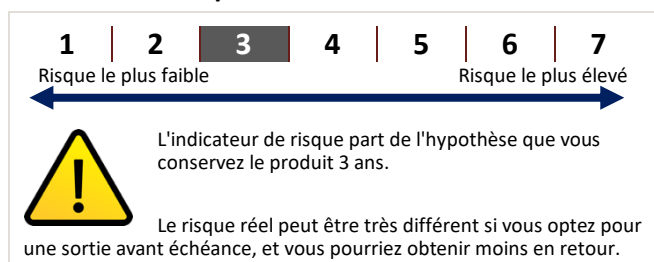 1 2 3 4 5 6 7
Risque le plus faible Risque le plus élevé
L'indicateur de risque part de l'hypothèse que vous
conservez le produit 3 ans.
Le risque réel peut être très différent si vous optez pour
une sortie avant échéance, et vous pourriez obtenir moins en retour.